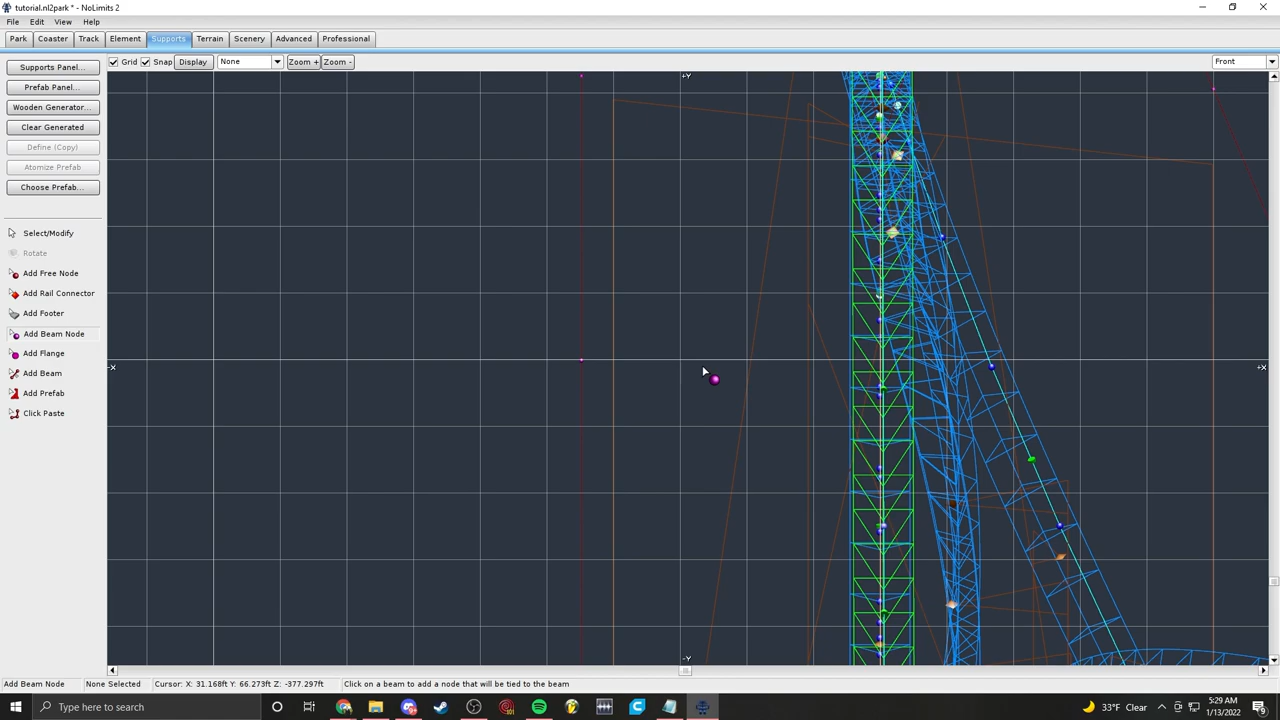 tutorial.nl2park * - NoLimits 2
File Edit View Help
Park Coaster Track Element Supports Terrain Scenery Advanced Professional
Grid Snap Display None Zoom + Zoom - Front
Supports Panel...
Prefab Panel...
Wooden Generator...
Clear Generated
Define (Copy)
Atomize Prefab
Choose Prefab...
Select/Modify
Rotate
Add Free Node
Add Rail Connector
Add Footer
Add Beam Node
Add Flange
Add Beam
Add Prefab
Click Paste
+Y
-X
+X
-Y
Add Beam Node None Selected Cursor: X: 31.168ft Y: 66.273ft Z: -377.297ft Click on a beam to add a node that will be tied to the beam
Type here to search
33°F Clear
5:29 AM
1/13/2022